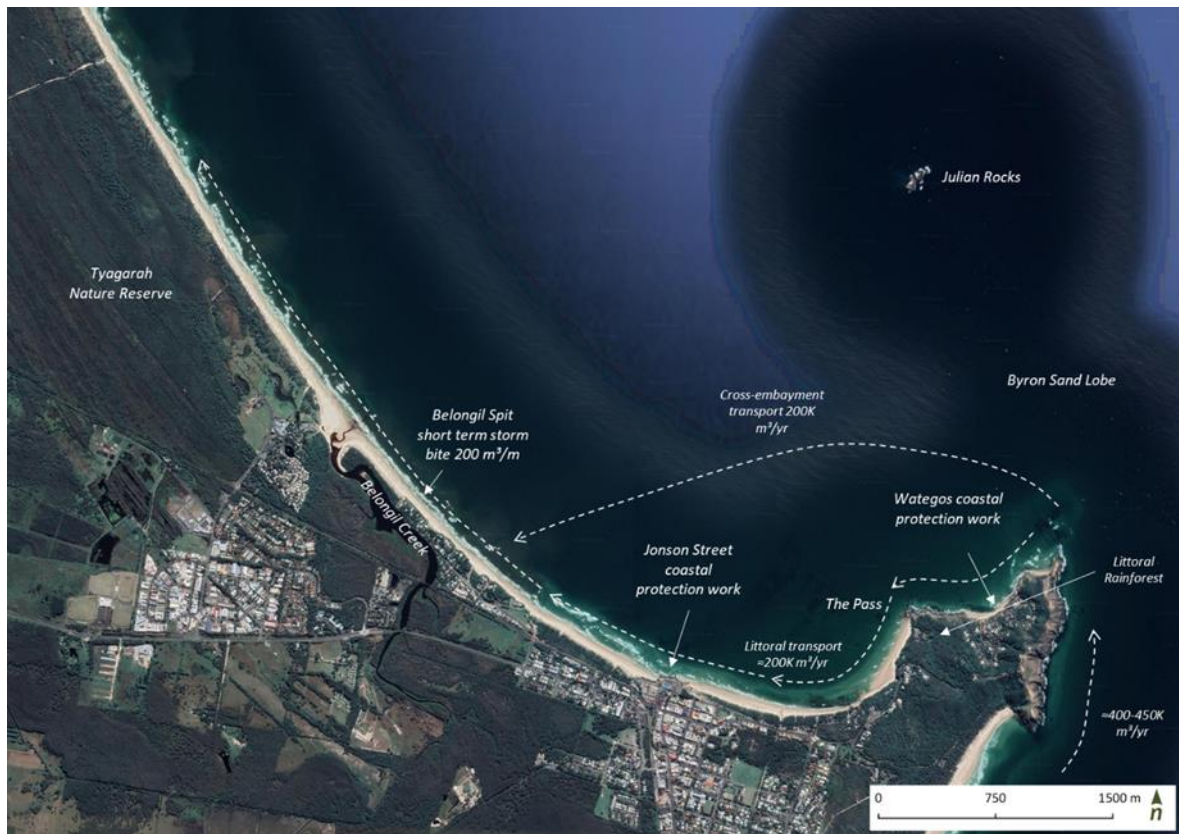 Julian Rocks
Tyagarah
Nature Reserve
Byron Sand Lobe
Cross-embayment
transport 200K
m³/yr
Belongil Spit
short term storm
bite 200 m³/m
Belongil Creek
Wategos coastal
protection work
Jonson Street
coastal
protection work
Littoral
Rainforest
The Pass
Littoral transport
≈200K m³/yr
≈400-450K
m³/yr
0 750 1500 m
n